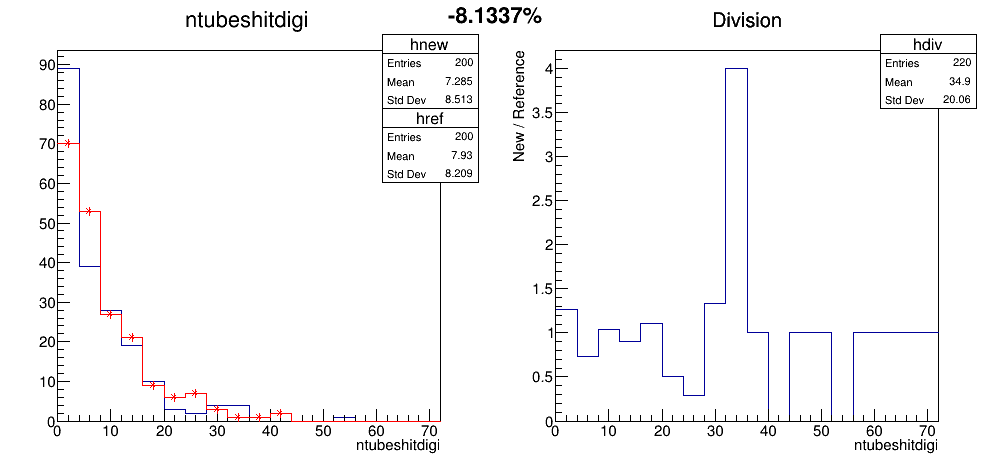 -8.1337%
ntubeshitdigi
hnew
Entries 200
Mean 7.285
Std Dev 8.513
href
Entries 200
Mean 7.93
Std Dev 8.209
90
80
70
60
50
40
30
20
10
0
0 10 20 30 40 50 60 70
ntubeshitdigi
Division
hdiv
Entries 220
Mean 34.9
Std Dev 20.06
New / Reference
4
3.5
3
2.5
2
1.5
1
0.5
0
0 10 20 30 40 50 60 70
ntubeshitdigi